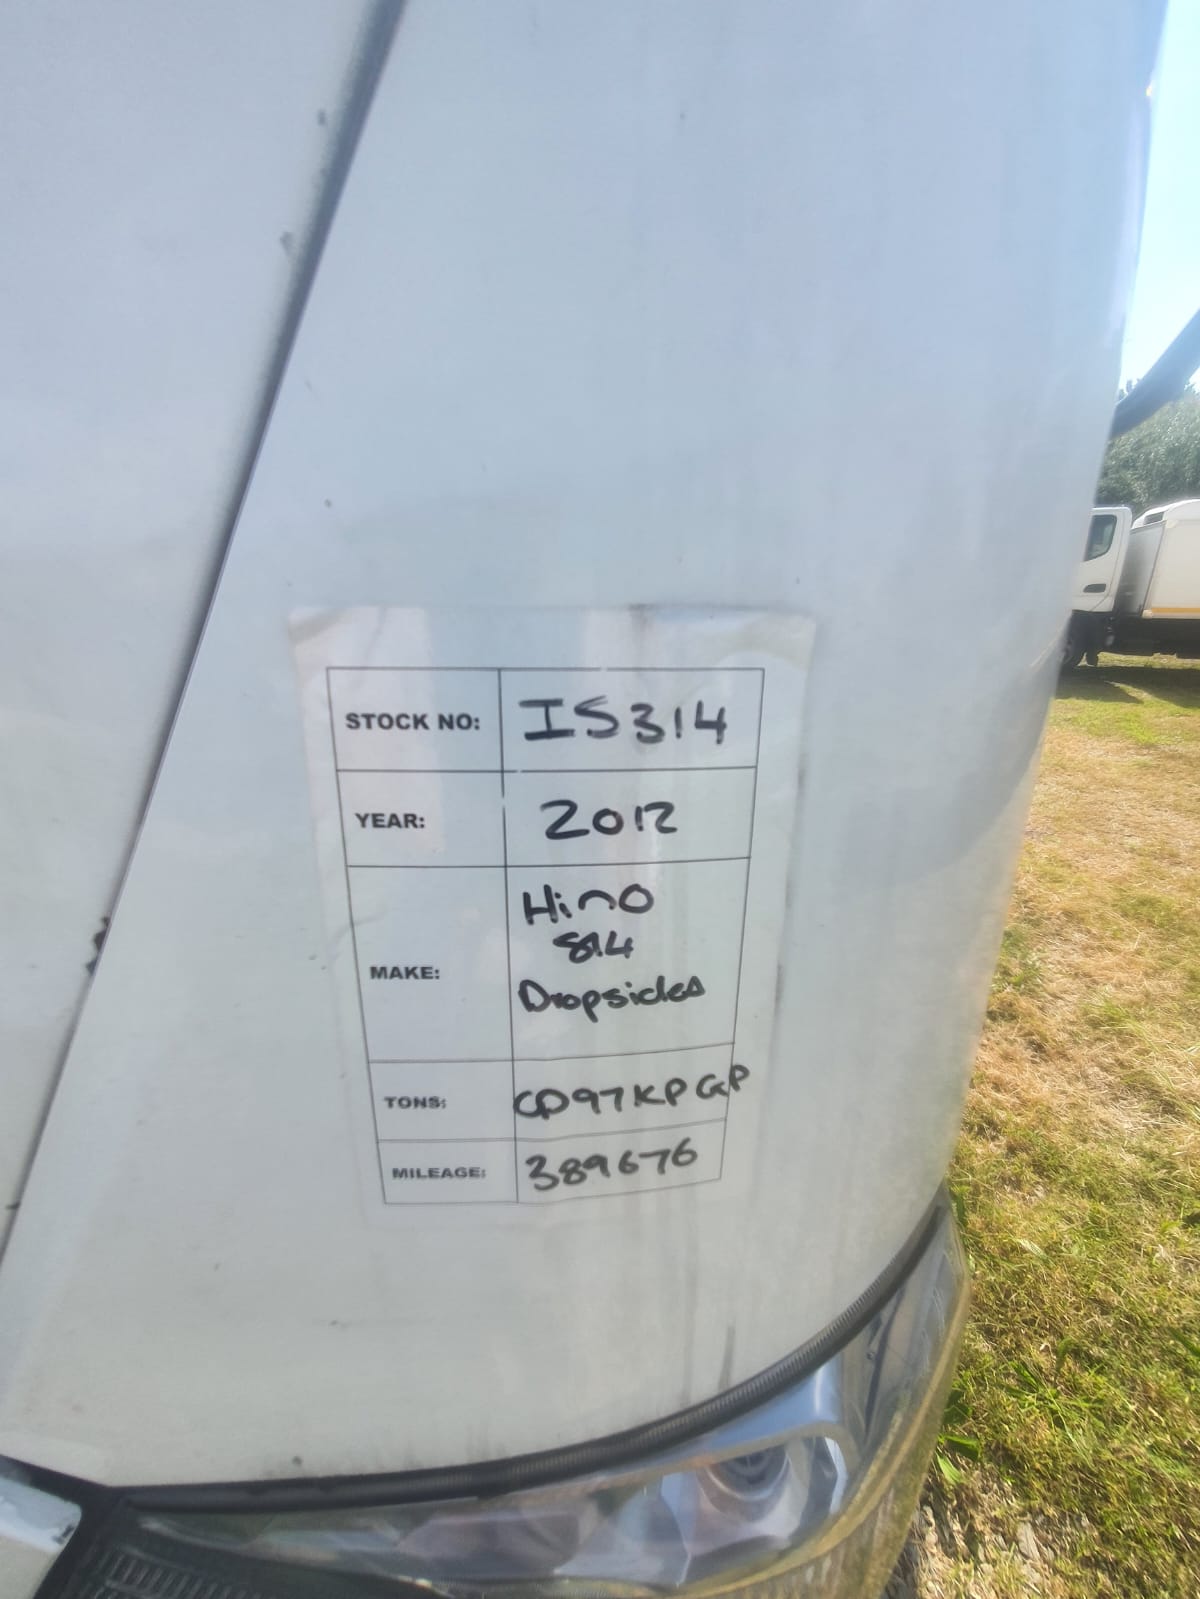 STOCK NO: IS314
YEAR: 2012
MAKE: Hino
814
Dropsides
TONS: CD97KPGP
MILEAGE: 389676